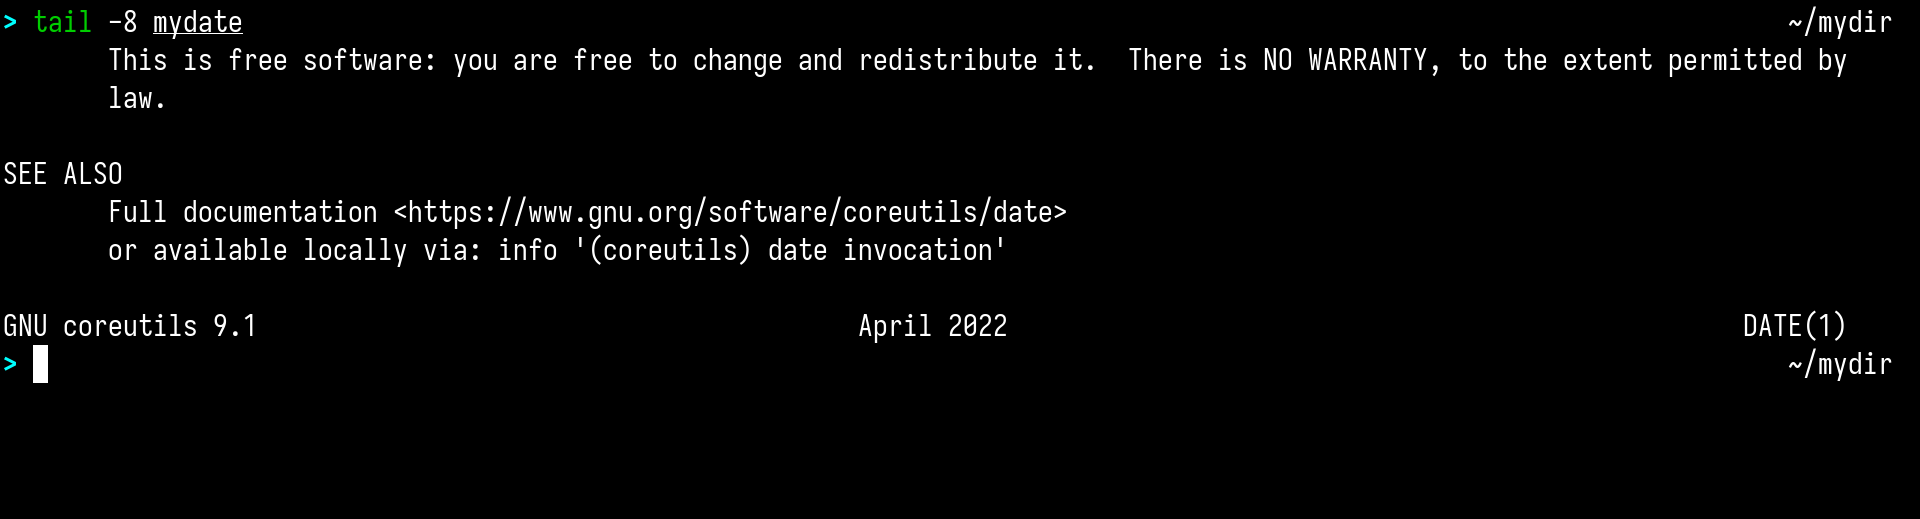 > tail -8 mydate ~/mydir
This is free software: you are free to change and redistribute it.  There is NO WARRANTY, to the extent permitted by
law.
SEE ALSO
Full documentation <https://www.gnu.org/software/coreutils/date>
or available locally via: info '(coreutils) date invocation'
GNU coreutils 9.1 April 2022 DATE(1)
> ~/mydir